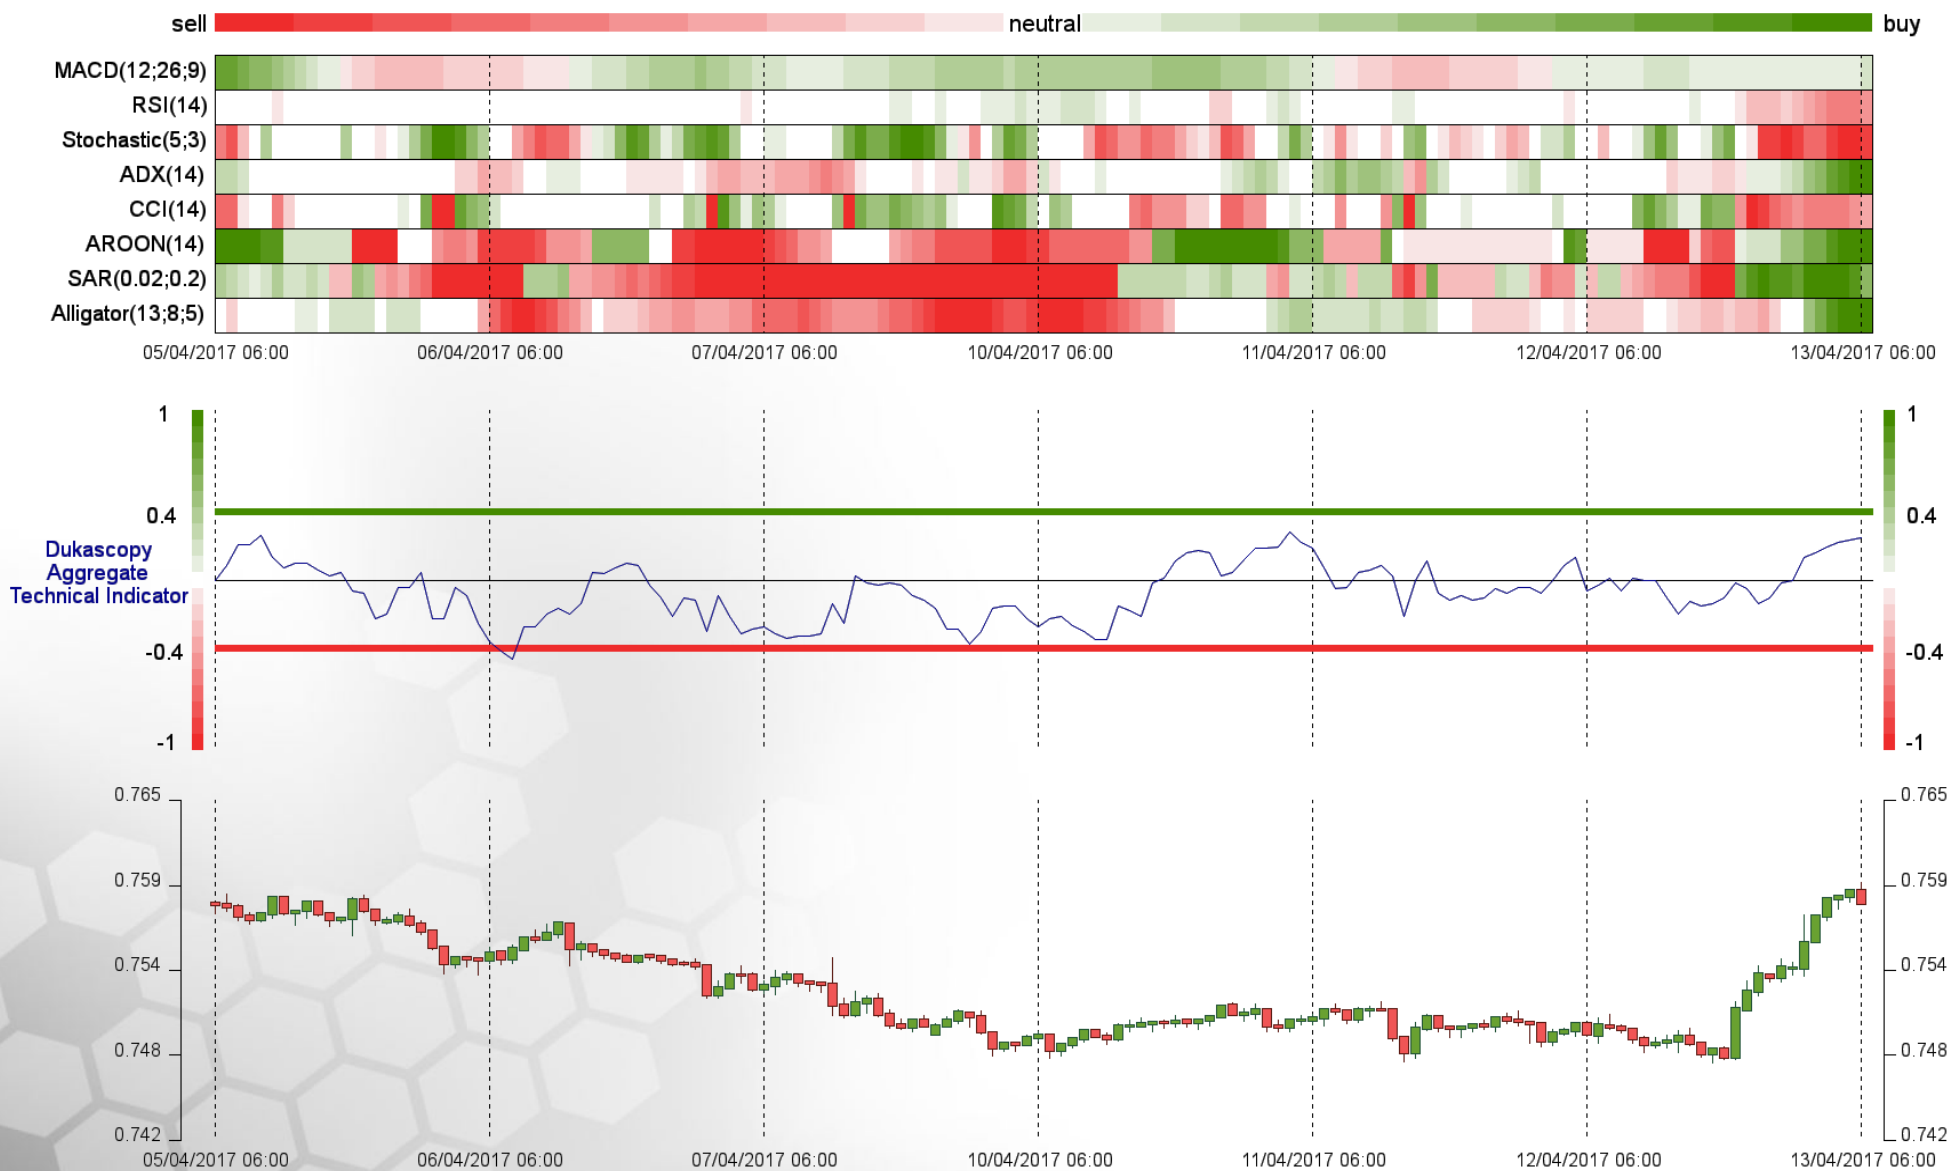 sell neutral buy
MACD(12;26;9)
RSI(14)
Stochastic(5;3)
ADX(14)
CCI(14)
AROON(14)
SAR(0.02;0.2)
Alligator(13;8;5)
05/04/2017 06:00 06/04/2017 06:00 07/04/2017 06:00 10/04/2017 06:00 11/04/2017 06:00 12/04/2017 06:00 13/04/2017 06:00
1 1
0.4 0.4
Dukascopy
Aggregate
Technical Indicator
-0.4 -0.4
-1 -1
0.765 0.765
0.759 0.759
0.754 0.754
0.748 0.748
0.742 0.742
05/04/2017 06:00 06/04/2017 06:00 07/04/2017 06:00 10/04/2017 06:00 11/04/2017 06:00 12/04/2017 06:00 13/04/2017 06:00